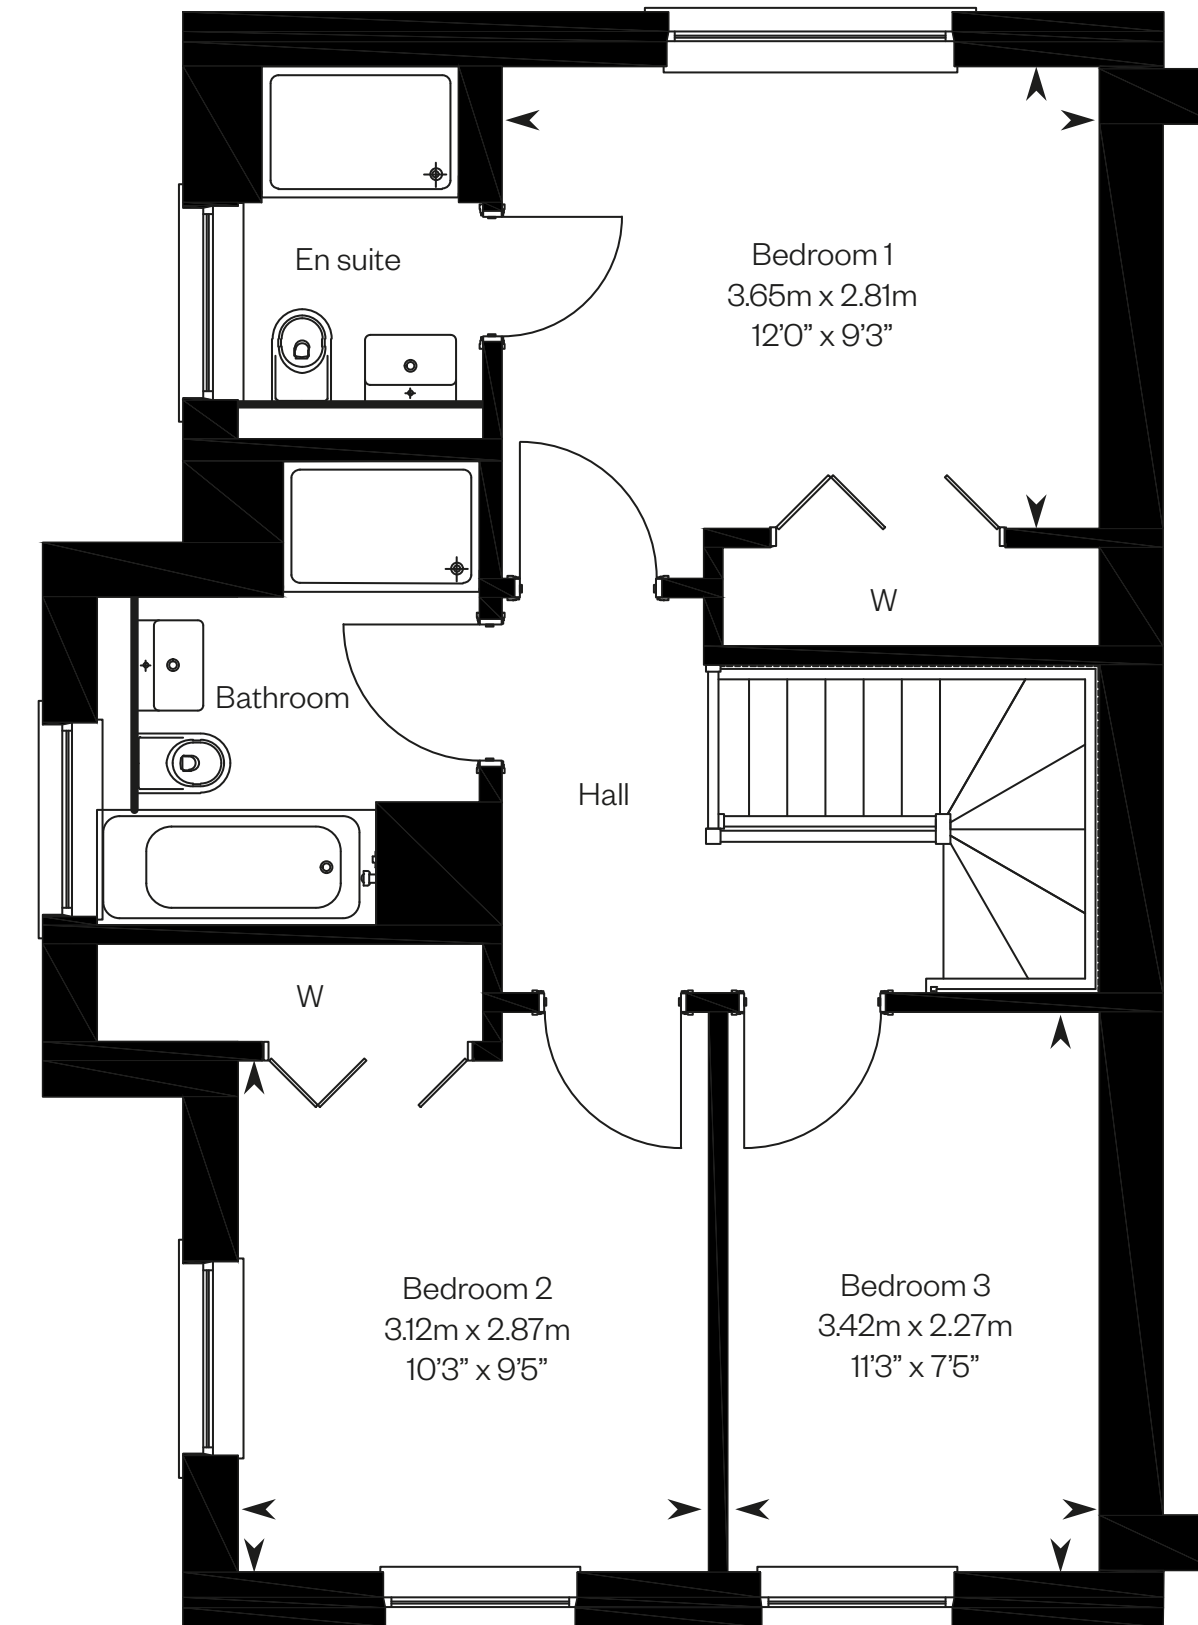 En suite
Bedroom 1
3.65m x 2.81m
12’0” x 9’3”
W
Bathroom
Hall
W
Bedroom 2
3.12m x 2.87m
10’3” x 9’5”
Bedroom 3
3.42m x 2.27m
11’3” x 7’5”